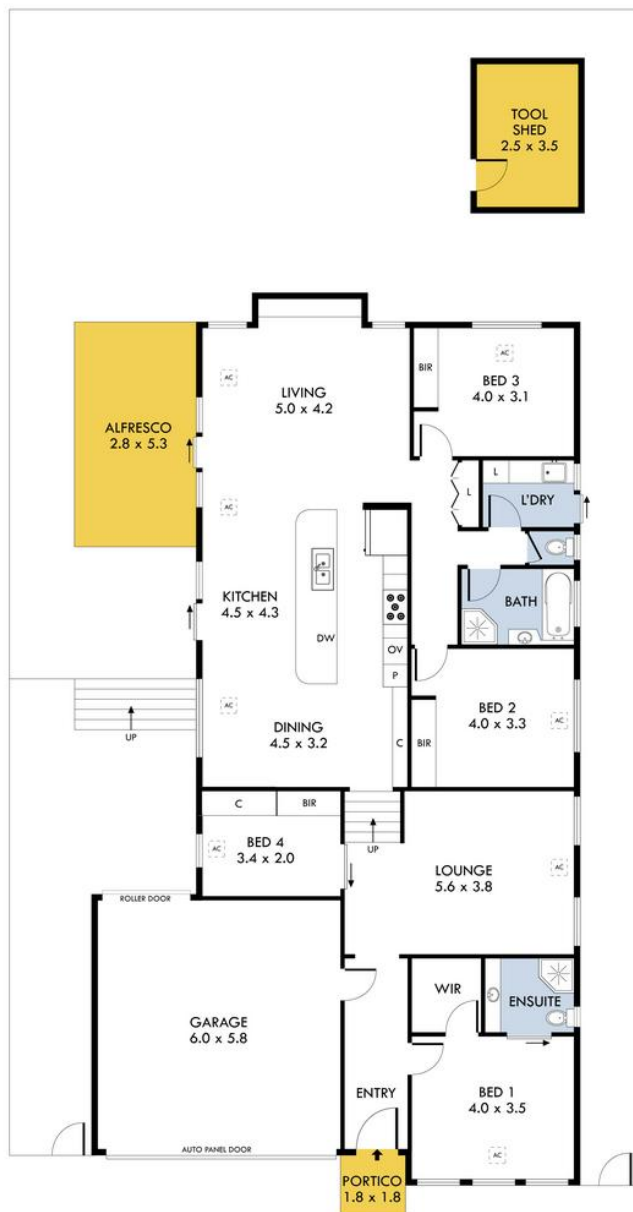 TOOL
SHED
2.5 x 3.5
AC
BIR
BED 3
4.0 x 3.1
AC
LIVING
5.0 x 4.2
ALFRESCO
2.8 x 5.3
L
L
L'DRY
AC
KITCHEN
4.5 x 4.3
DW
OV
P
BATH
AC
DINING
4.5 x 3.2
C
BIR
BED 2
4.0 x 3.3
AC
UP
C
BIR
BED 4
3.4 x 2.0
AC
UP
LOUNGE
5.6 x 3.8
AC
ROLLER DOOR
WIR
ENSUITE
GARAGE
6.0 x 5.8
ENTRY
BED 1
4.0 x 3.5
AC
AUTO PANEL DOOR
PORTICO
1.8 x 1.8